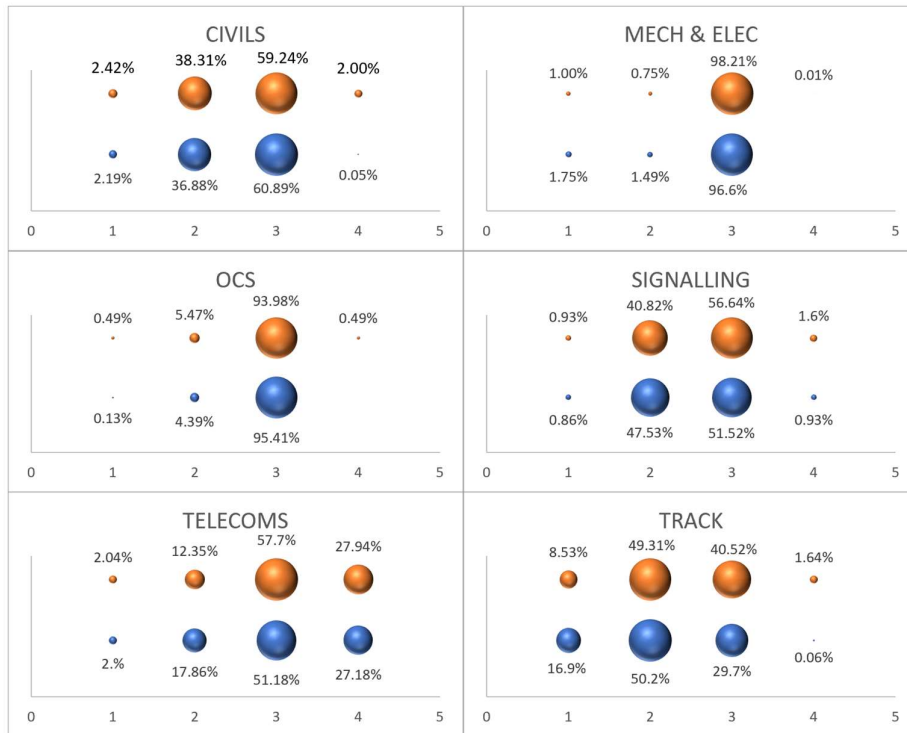 CIVILS
2.42% 38.31% 59.24% 2.00%
2.19% 36.88% 60.89% 0.05%
0 1 2 3 4 5
MECH & ELEC
1.00% 0.75% 98.21% 0.01%
1.75% 1.49% 96.6%
0 1 2 3 4 5
OCS
0.49% 5.47% 93.98% 0.49%
0.13% 4.39% 95.41%
0 1 2 3 4 5
SIGNALLING
0.93% 40.82% 56.64% 1.6%
0.86% 47.53% 51.52% 0.93%
0 1 2 3 4 5
TELECOMS
2.04% 12.35% 57.7% 27.94%
2.% 17.86% 51.18% 27.18%
0 1 2 3 4 5
TRACK
8.53% 49.31% 40.52% 1.64%
16.9% 50.2% 29.7% 0.06%
0 1 2 3 4 5